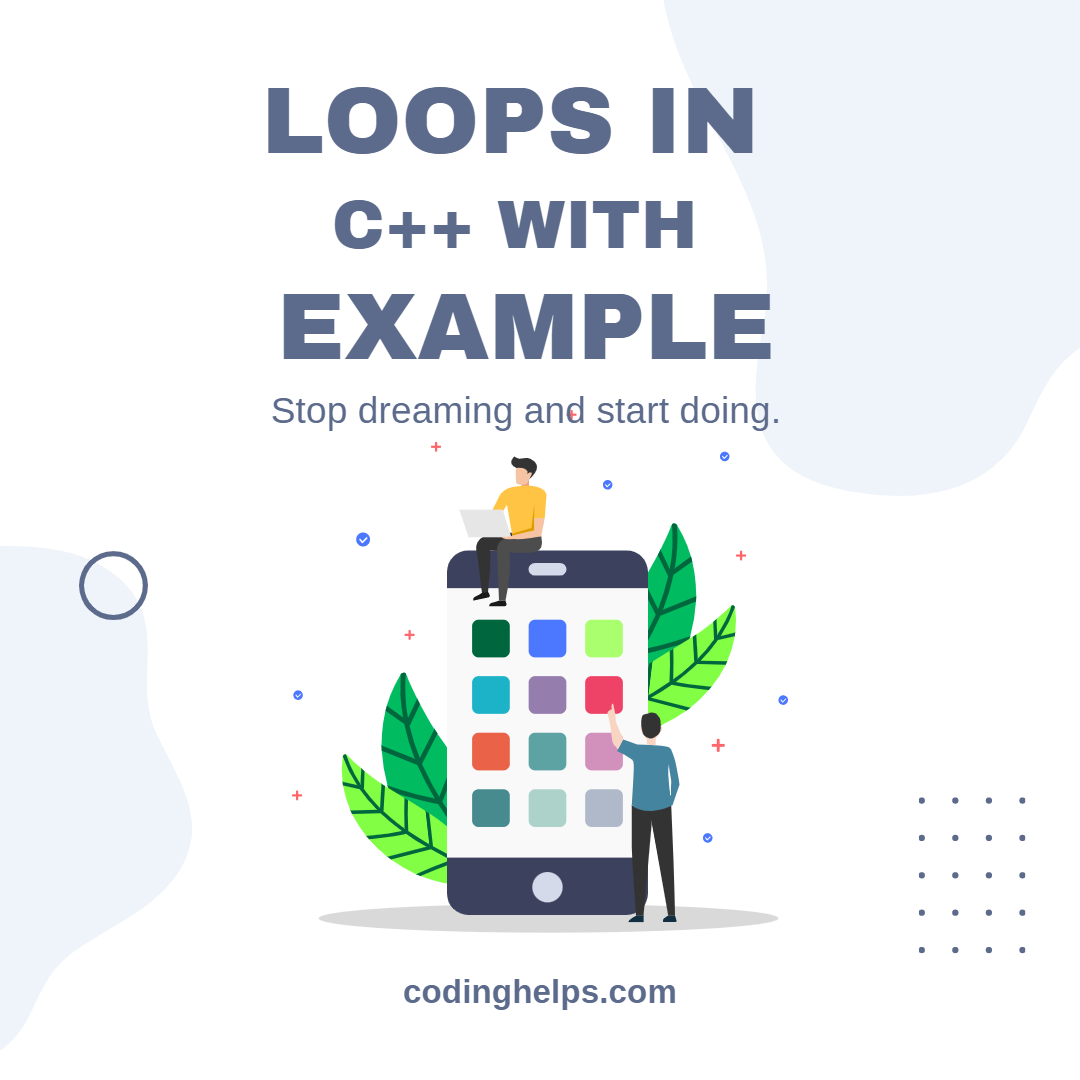 LOOPS IN
C++ WITH
EXAMPLE
Stop dreaming and start doing.
codinghelps.com